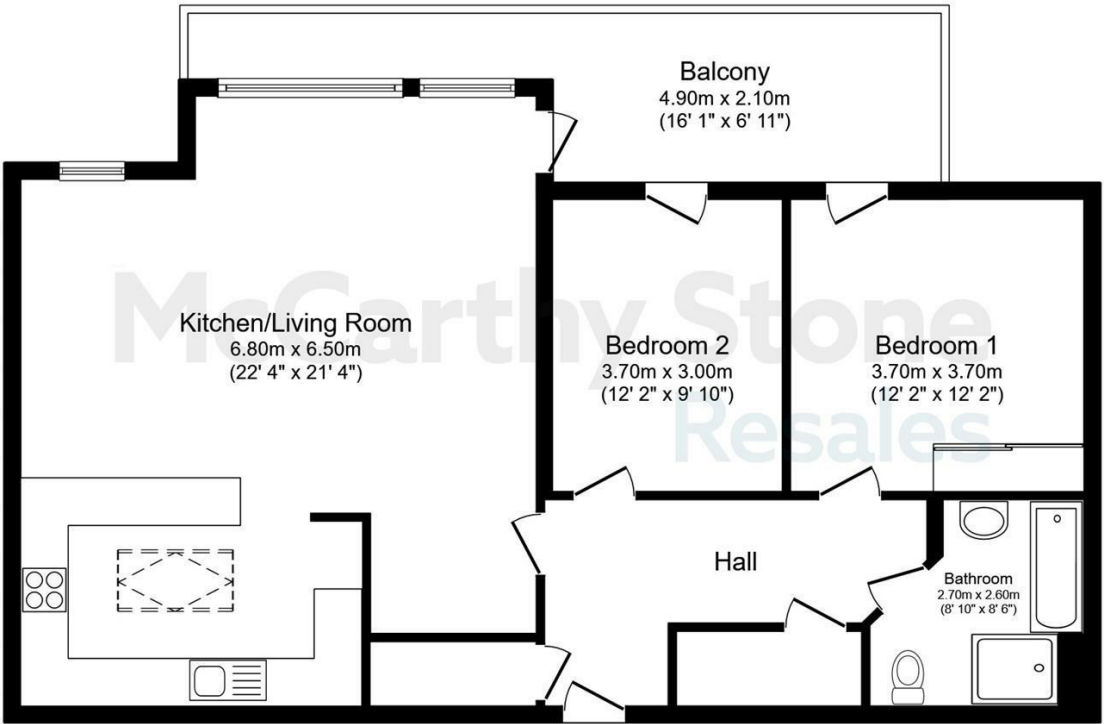 Balcony
4.90m x 2.10m
(16' 1" x 6' 11")
McCarthy Stone
Resales
Kitchen/Living Room
6.80m x 6.50m
(22' 4" x 21' 4")
Bedroom 2
3.70m x 3.00m
(12' 2" x 9' 10")
Bedroom 1
3.70m x 3.70m
(12' 2" x 12' 2")
Hall
Bathroom
2.70m x 2.60m
(8' 10" x 8' 6")